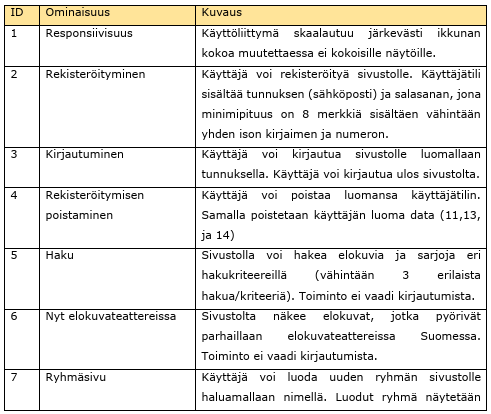 ID Ominaisuus Kuvaus
1 Responsiivisuus Käyttöliittymä skaalautuu järkevästi ikkunan
kokoa muutettaessa ei kokoisille näytöille.
2 Rekisteröityminen Käyttäjä voi rekisteröityä sivustolle. Käyttäjätili
sisältää tunnuksen (sähköposti) ja salasanan, jona
minimipituus on 8 merkkiä sisältäen vähintään
yhden ison kirjaimen ja numeron.
3 Kirjautuminen Käyttäjä voi kirjautua sivustolle luomallaan
tunnuksella. Käyttäjä voi kirjautua ulos sivustolta.
4 Rekisteröitymisen Käyttäjä voi poistaa luomansa käyttäjätilin.
poistaminen Samalla poistetaan käyttäjän luoma data (11,13,
ja 14)
5 Haku Sivustolla voi hakea elokuvia ja sarjoja eri
hakukriteereillä (vähintään 3 erilaista
hakua/kriteeriä). Toiminto ei vaadi kirjautumista.
6 Nyt elokuvateattereissa Sivustolta näkee elokuvat, jotka pyörivät
parhaillaan elokuvateattereissa Suomessa.
Toiminto ei vaadi kirjautumista.
7 Ryhmäsivu Käyttäjä voi luoda uuden ryhmän sivustolle
haluamallaan nimellä. Luodut ryhmä näytetään